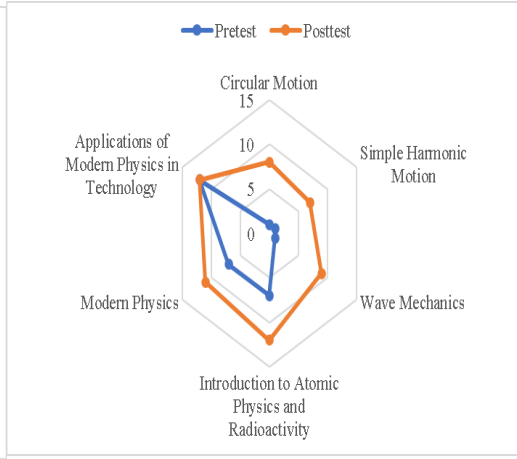 Pretest Posttest
Circular Motion
15
10
5
0
Simple Harmonic
Motion
Wave Mechanics
Introduction to Atomic
Physics and
Radioactivity
Modern Physics
Applications of
Modern Physics in
Technology